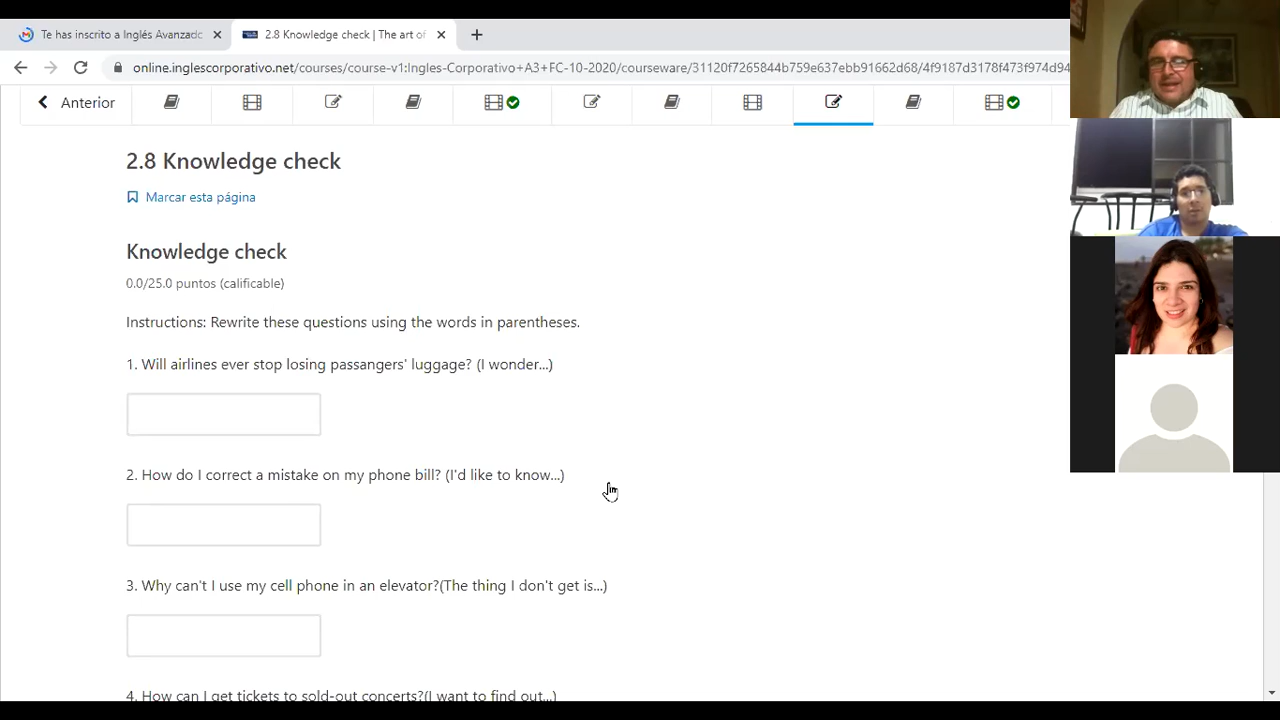 Te has inscrito a Inglés Avanzado
2.8 Knowledge check | The art of
online.inglescorporativo.net/courses/course-v1:Ingles-Corporativo+A3+FC-10-2020/courseware/31120f7265844b759e637ebb91662d68/4f9187d3178f473f974d94
Anterior
2.8 Knowledge check
Marcar esta página
Knowledge check
0.0/25.0 puntos (calificable)
Instructions: Rewrite these questions using the words in parentheses.
1. Will airlines ever stop losing passangers' luggage? (I wonder...)
2. How do I correct a mistake on my phone bill? (I'd like to know...)
3. Why can't I use my cell phone in an elevator?(The thing I don't get is...)
4. How can I get tickets to sold-out concerts?(I want to find out...)